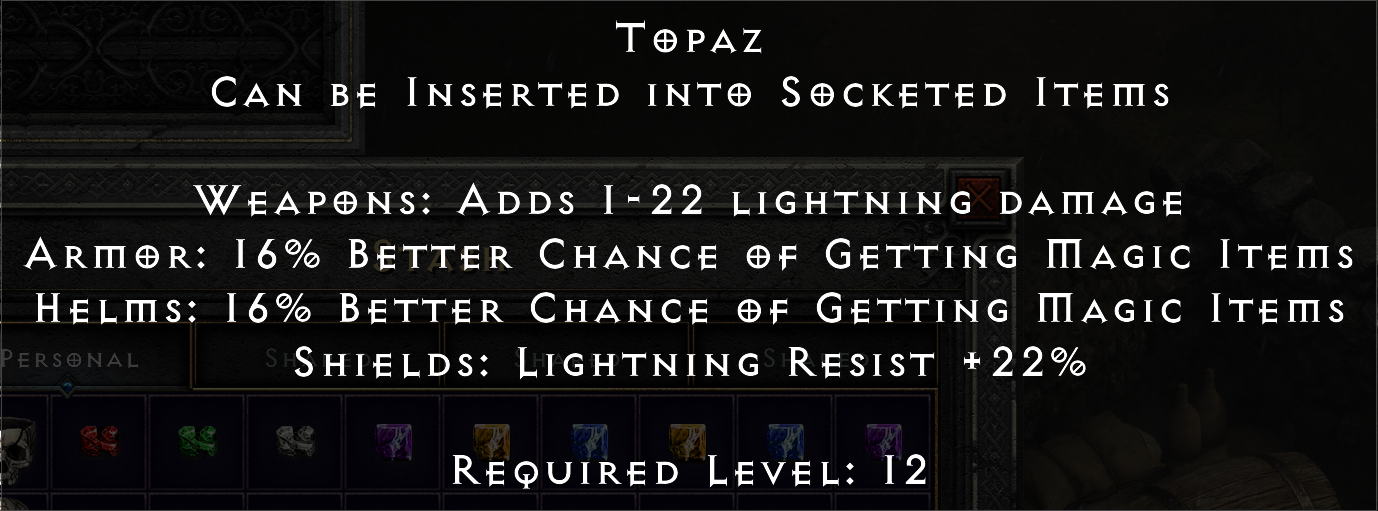 Topaz
Can be Inserted into Socketed Items
Weapons: Adds 1-22 lightning damage
Armor: 16% Better Chance of Getting Magic Items
Helms: 16% Better Chance of Getting Magic Items
Personal
Shields: Lightning Resist +22%
Required Level: 12